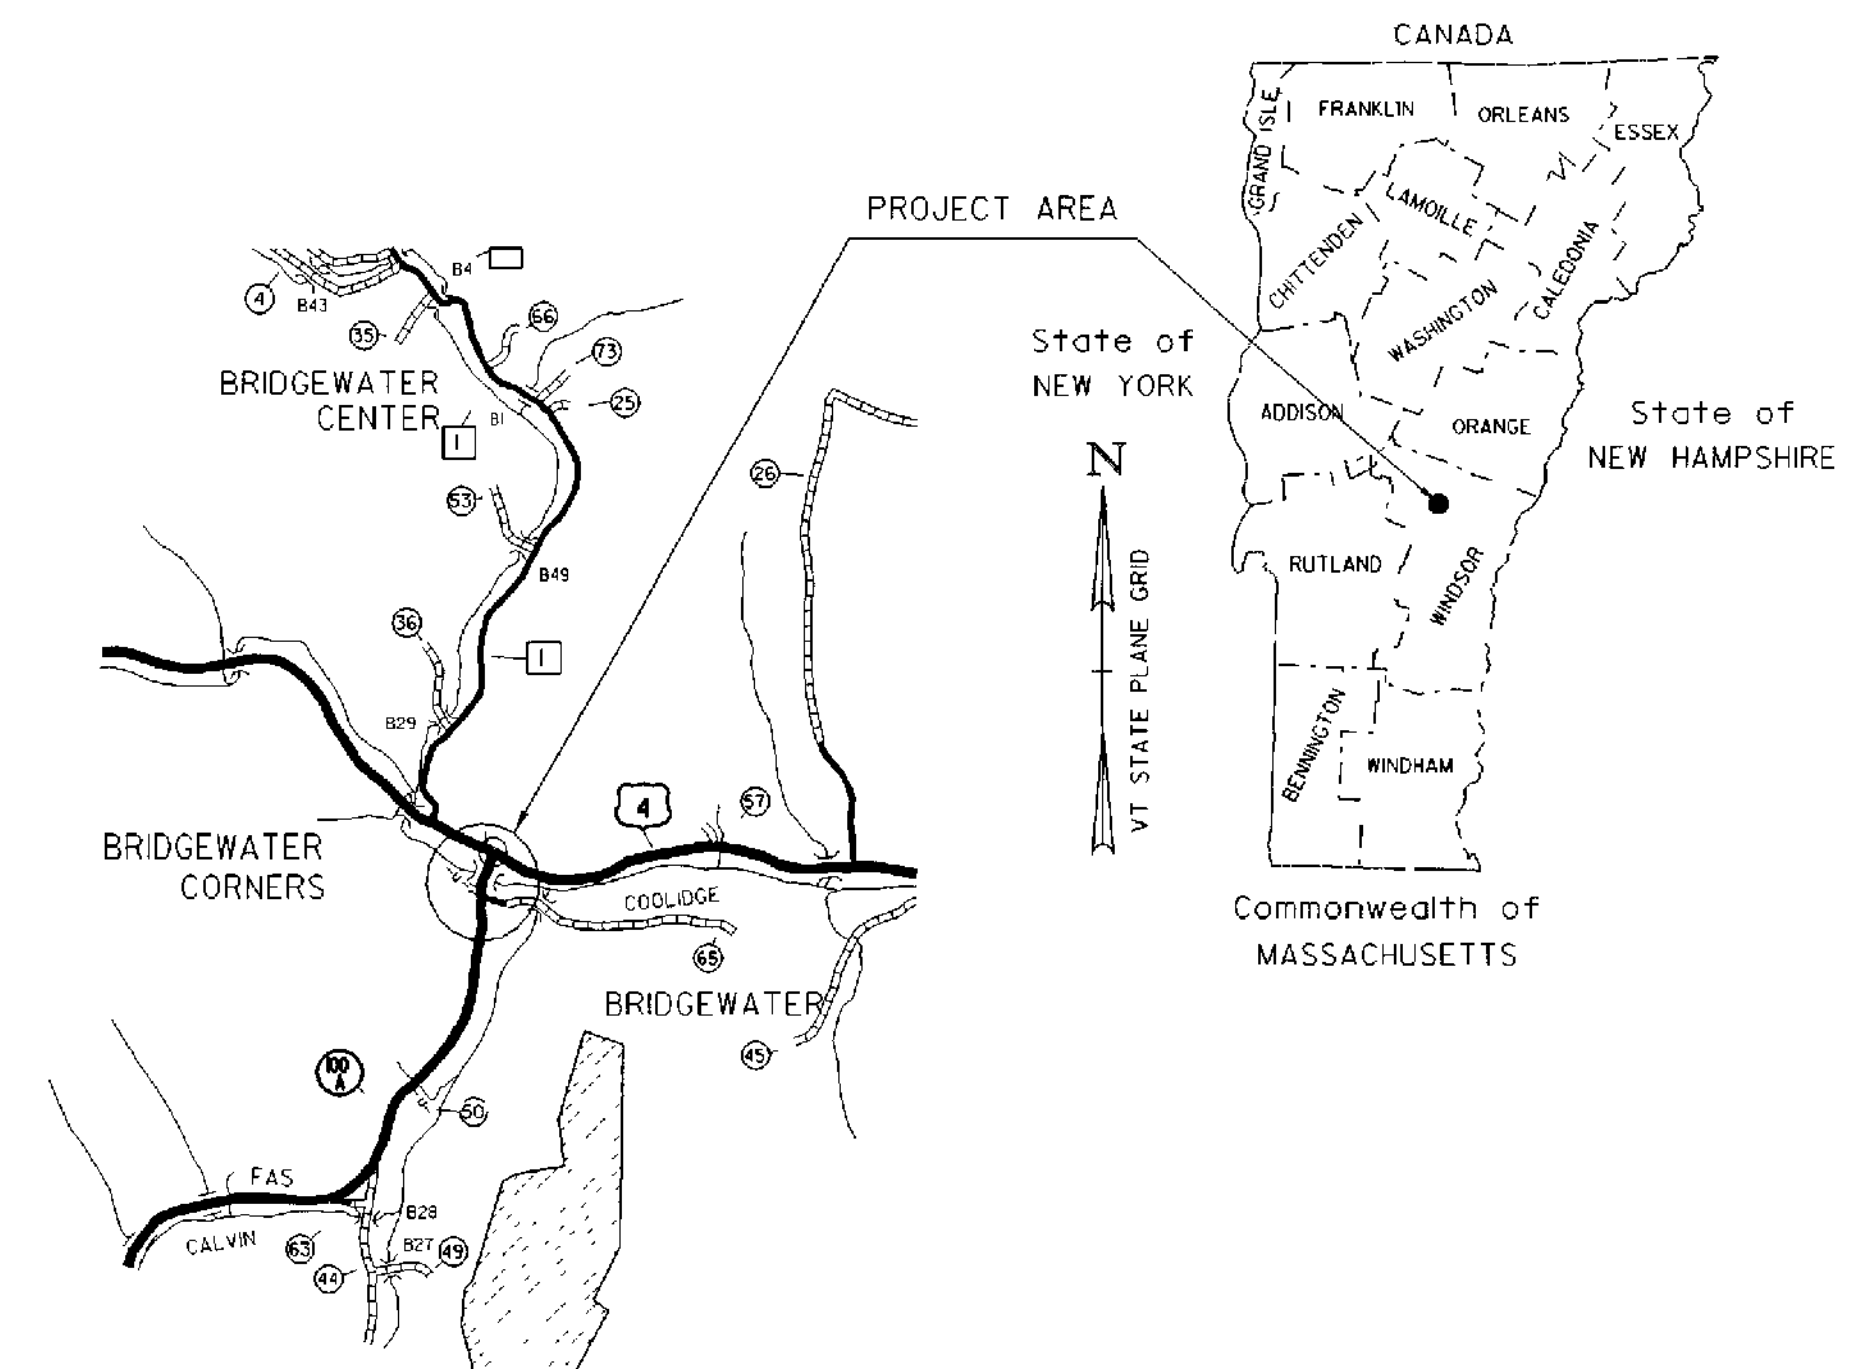 CANADA
GRAND ISLE
FRANKLIN
ORLEANS
ESSEX
LAMOILLE
CHITTENDEN
CALEDONIA
WASHINGTON
ADDISON
ORANGE
RUTLAND
WINDSOR
BENNINGTON
WINDHAM
State of
NEW YORK
State of
NEW HAMPSHIRE
Commonwealth of
MASSACHUSETTS
PROJECT AREA
N
VT STATE PLANE GRID
B4
4
B43
35
66
73
25
BRIDGEWATER
CENTER
1
B1
53
26
B49
36
1
B29
4
57
BRIDGEWATER
CORNERS
COOLIDGE
65
BRIDGEWATER
45
100
A
50
FAS
CALVIN
63
B28
B27
49
44